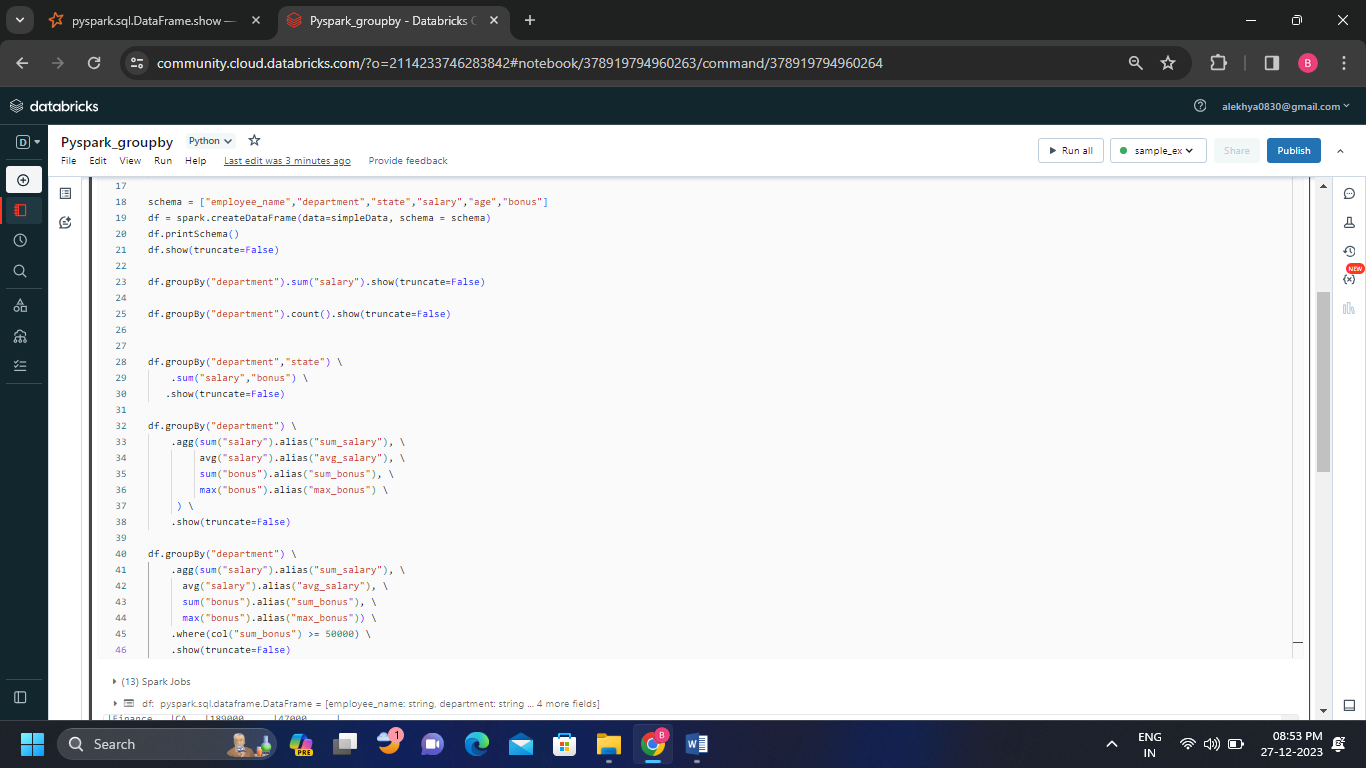 pyspark.sql.DataFrame.show —
Pyspark_groupby - Databricks C
community.cloud.databricks.com/?o=2114233746283842#notebook/378919794960263/command/378919794960264
B
databricks
alekhya0830@gmail.com
D
Pyspark_groupby
Python
File Edit View Run Help Last edit was 3 minutes ago Provide feedback
Run all
sample_ex
Share
Publish
NEW
17
18 schema = ["employee_name","department","state","salary","age","bonus"]
19 df = spark.createDataFrame(data=simpleData, schema = schema)
20 df.printSchema()
21 df.show(truncate=False)
22
23 df.groupBy("department").sum("salary").show(truncate=False)
24
25 df.groupBy("department").count().show(truncate=False)
26
27
28 df.groupBy("department","state") \
29 .sum("salary","bonus") \
30 .show(truncate=False)
31
32 df.groupBy("department") \
33 .agg(sum("salary").alias("sum_salary"), \
34 avg("salary").alias("avg_salary"), \
35 sum("bonus").alias("sum_bonus"), \
36 max("bonus").alias("max_bonus") \
37 ) \
38 .show(truncate=False)
39
40 df.groupBy("department") \
41 .agg(sum("salary").alias("sum_salary"), \
42 avg("salary").alias("avg_salary"), \
43 sum("bonus").alias("sum_bonus"), \
44 max("bonus").alias("max_bonus")) \
45 .where(col("sum_bonus") >= 50000) \
46 .show(truncate=False)
(13) Spark Jobs
df: pyspark.sql.dataframe.DataFrame = [employee_name: string, department: string ... 4 more fields]
|Finance |CA |189000 |47000 |
Search
PRE
1
B
ENG
IN
08:53 PM
27-12-2023